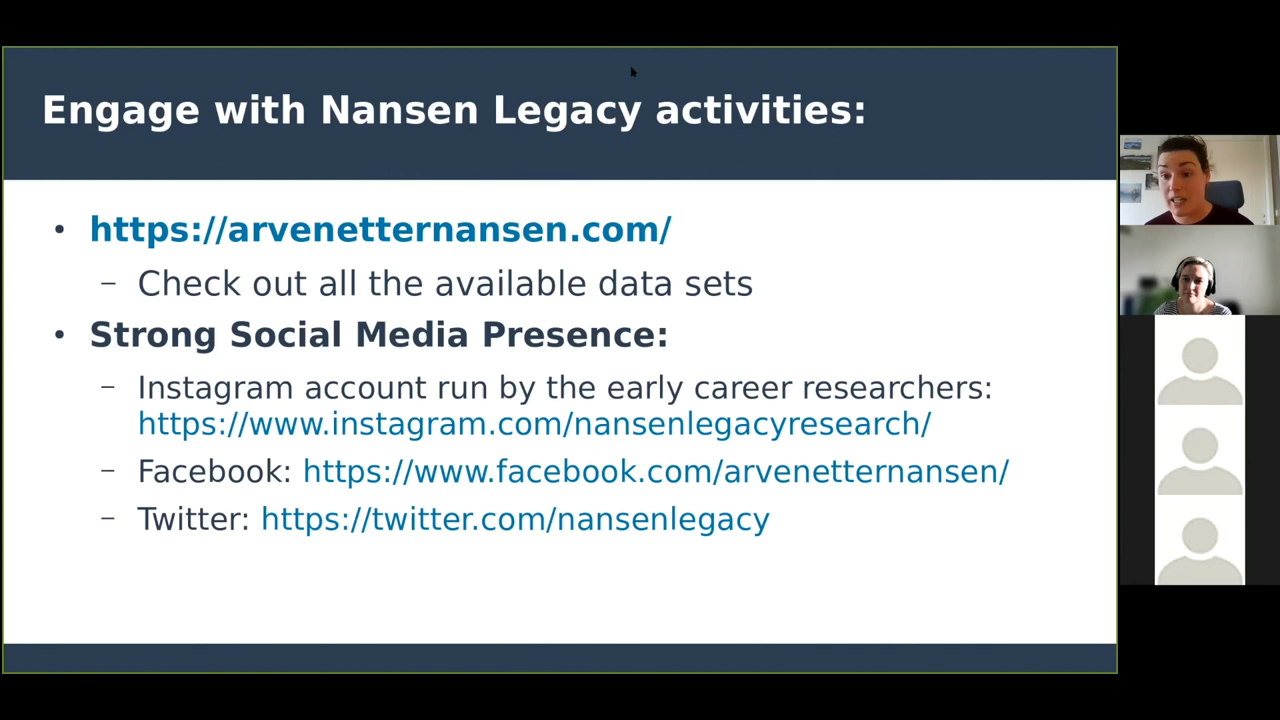 Engage with Nansen Legacy activities:
• https://arvenetternansen.com/
– Check out all the available data sets
• Strong Social Media Presence:
– Instagram account run by the early career researchers:
https://www.instagram.com/nansenlegacyresearch/
– Facebook: https://www.facebook.com/arvenetternansen/
– Twitter: https://twitter.com/nansenlegacy